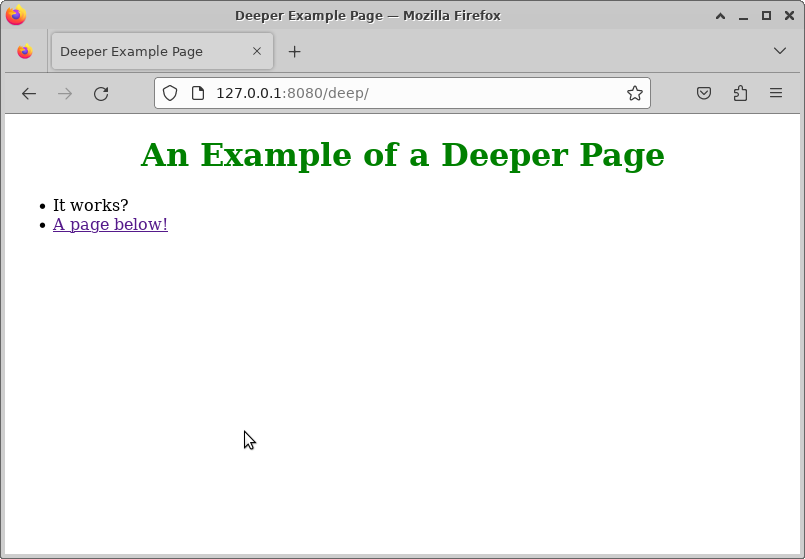 Deeper Example Page — Mozilla Firefox
Deeper Example Page
127.0.0.1:8080/deep/
An Example of a Deeper Page
• It works?
• A page below!